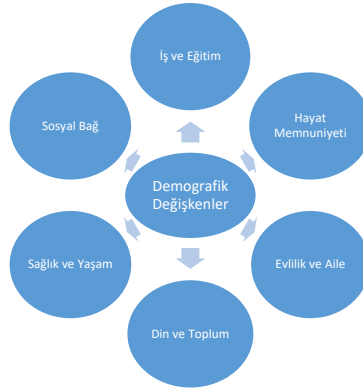 İş ve Eğitim
Sosyal Bağ
Hayat
Memnuniyeti
Demografik
Değişkenler
Sağlık ve Yaşam
Evlilik ve Aile
Din ve Toplum